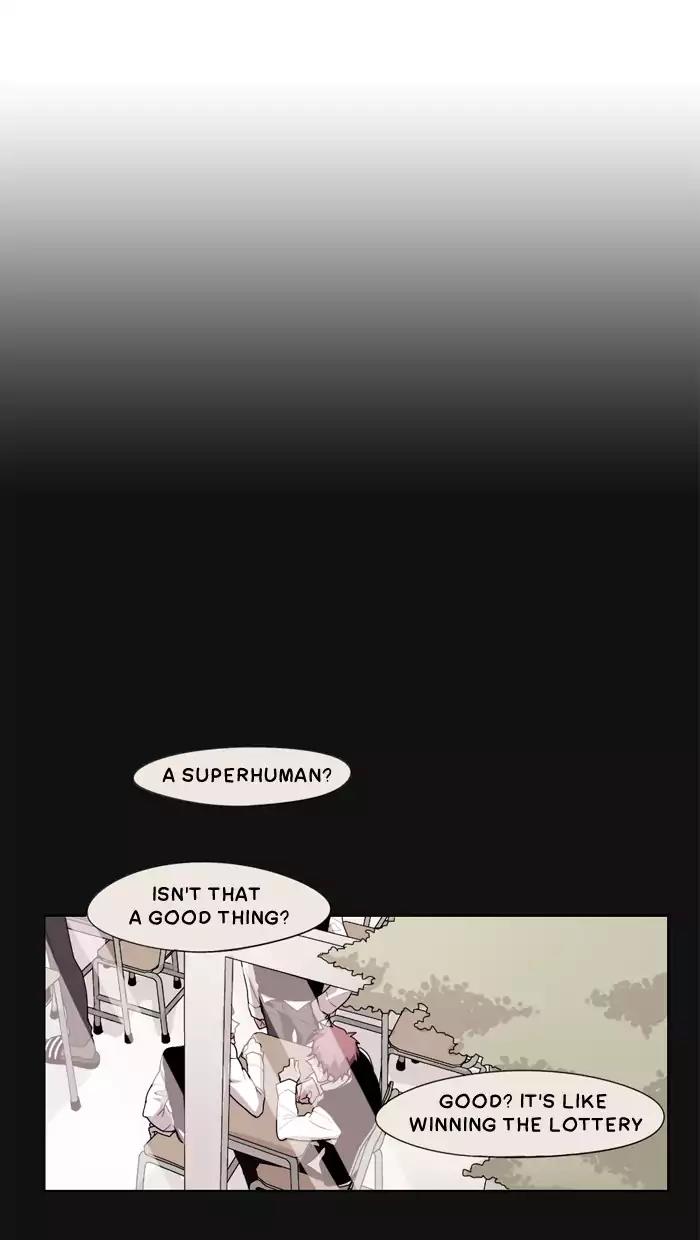 A SUPERHUMAN?
ISN'T THAT
A GOOD THING?
GOOD? IT'S LIKE
WINNING THE LOTTERY